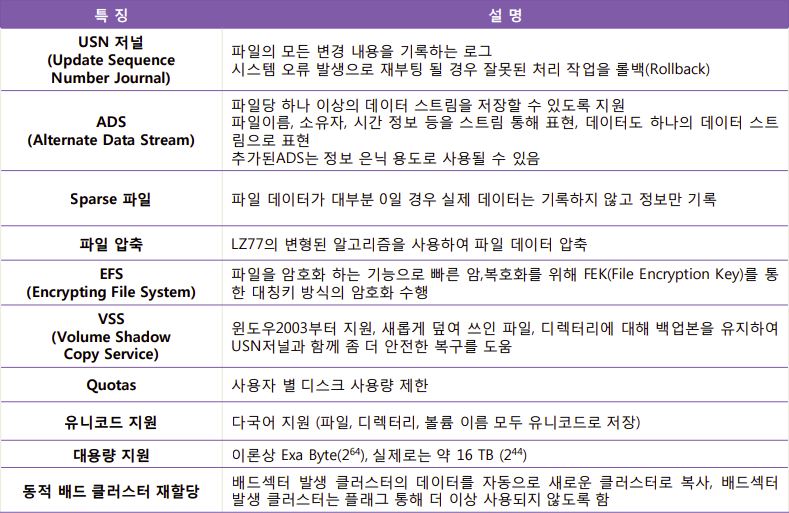 특 징
설 명
USN 저널
(Update Sequence
Number Journal)
파일의 모든 변경 내용을 기록하는 로그
시스템 오류 발생으로 재부팅 될 경우 잘못된 처리 작업을 롤백(Rollback)
ADS
(Alternate Data Stream)
파일당 하나 이상의 데이터 스트림을 저장할 수 있도록 지원
파일이름, 소유자, 시간 정보 등을 스트림 통해 표현, 데이터도 하나의 데이터 스트
림으로 표현
추가된ADS는 정보 은닉 용도로 사용될 수 있음
Sparse 파일
파일 데이터가 대부분 0일 경우 실제 데이터는 기록하지 않고 정보만 기록
파일 압축
LZ77의 변형된 알고리즘을 사용하여 파일 데이터 압축
EFS
(Encrypting File System)
파일을 암호화 하는 기능으로 빠른 암,복호화를 위해 FEK(File Encryption Key)를 통
한 대칭키 방식의 암호화 수행
VSS
(Volume Shadow
Copy Service)
윈도우2003부터 지원, 새롭게 덮여 쓰인 파일, 디렉터리에 대해 백업본을 유지하여
USN저널과 함께 좀 더 안전한 복구를 도움
Quotas
사용자 별 디스크 사용량 제한
유니코드 지원
다국어 지원 (파일, 디렉터리, 볼륨 이름 모두 유니코드로 저장)
대용량 지원
이론상 Exa Byte(2⁶⁴), 실제로는 약 16 TB (2⁴⁴)
동적 배드 클러스터 재할당
배드섹터 발생 클러스터의 데이터를 자동으로 새로운 클러스터로 복사, 배드섹터
발생 클러스터는 플래그 통해 더 이상 사용되지 않도록 함